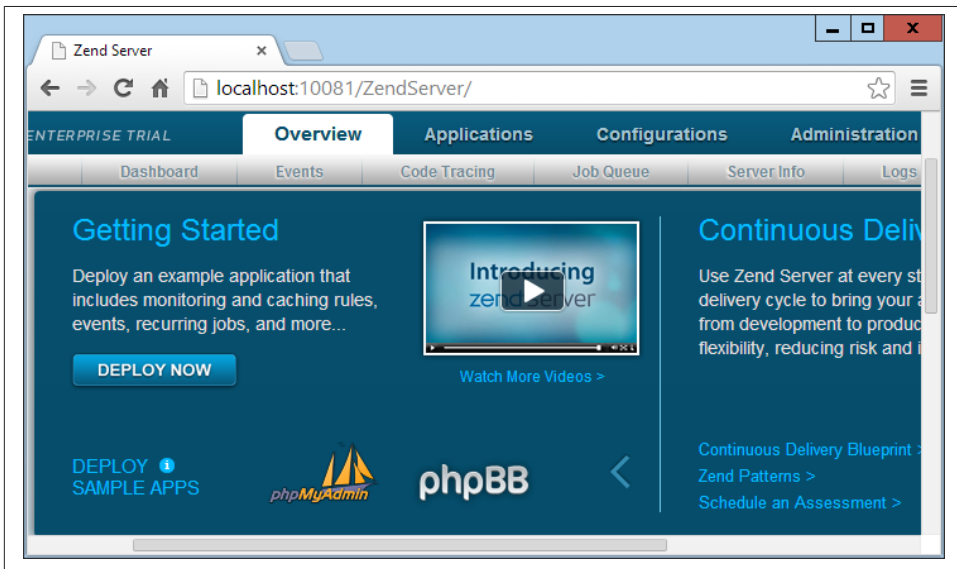 Zend Server
localhost:10081/ZendServer/
ENTERPRISE TRIAL
Overview
Applications
Configurations
Administration
Dashboard
Events
Code Tracing
Job Queue
Server Info
Logs
Getting Started
Deploy an example application that
includes monitoring and caching rules,
events, recurring jobs, and more...
DEPLOY NOW
Introducing
zend Server
Watch More Videos >
DEPLOY i
SAMPLE APPS
phpMyAdmin
phpBB
Continuous Deliv
Use Zend Server at every st
delivery cycle to bring your a
from development to produc
flexibility, reducing risk and i
Continuous Delivery Blueprint >
Zend Patterns >
Schedule an Assessment >